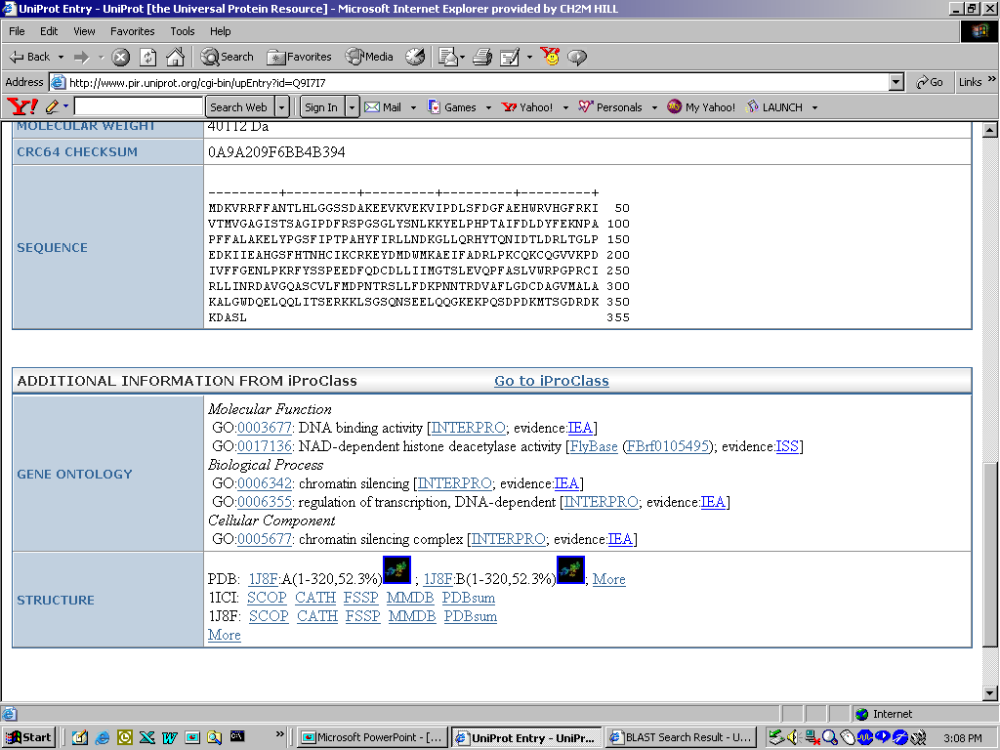 UniProt Entry - UniProt [the Universal Protein Resource] - Microsoft Internet Explorer provided by CH2M HILL
File Edit View Favorites Tools Help
Back Search Favorites Media
Address http://www.pir.uniprot.org/cgi-bin/upEntry?id=Q9I7I7 Go Links »
Y! Search Web Sign In Mail Games Yahoo! Personals My Yahoo! LAUNCH
MOLECULAR WEIGHT 40112 Da
CRC64 CHECKSUM 0A9A209F6BB4B394
SEQUENCE
---------+---------+---------+---------+---------+
MDKVRRFFANTLHLGGSSDAKEEVKVEKVIPDLSFDGFAEHWRVHGFRKI 50
VTMVGAGISTSAGIPDFRSPGSGLYSNLKKYELPHPTAIFDLDYFEKNPA 100
PFFALAKELYPGSFIPTPAHYFIRLLNDKGLLQRHYTQNIDTLDRLTGLP 150
EDKIIEAHGSFHTNHCIKCRKEYDMDWMKAEIFADRLPKCQKCQGVVKPD 200
IVFFGENLPKRFYSSPEEDFQDCDLLIIMGTSLEVQPFASLVWRPGPRCI 250
RLLINRDAVGQASCVLFMDPNTRSLLFDKPNNTRDVAFLGDCDAGVMALA 300
KALGWDQELQQLITSERKKLSGSQNSEELQQGKEKPQSDPDKMTSGDRDK 350
KDASL 355
ADDITIONAL INFORMATION FROM iProClass Go to iProClass
GENE ONTOLOGY
Molecular Function
GO:0003677: DNA binding activity [INTERPRO; evidence:IEA]
GO:0017136: NAD-dependent histone deacetylase activity [FlyBase (FBrf0105495); evidence:ISS]
Biological Process
GO:0006342: chromatin silencing [INTERPRO; evidence:IEA]
GO:0006355: regulation of transcription, DNA-dependent [INTERPRO; evidence:IEA]
Cellular Component
GO:0005677: chromatin silencing complex [INTERPRO; evidence:IEA]
STRUCTURE
PDB: 1J8F:A(1-320,52.3%) ; 1J8F:B(1-320,52.3%) ; More
1ICI: SCOP CATH FSSP MMDB PDBsum
1J8F: SCOP CATH FSSP MMDB PDBsum
More
Internet
Start » Microsoft PowerPoint - [... UniProt Entry - UniPr... BLAST Search Result - U... 3:08 PM